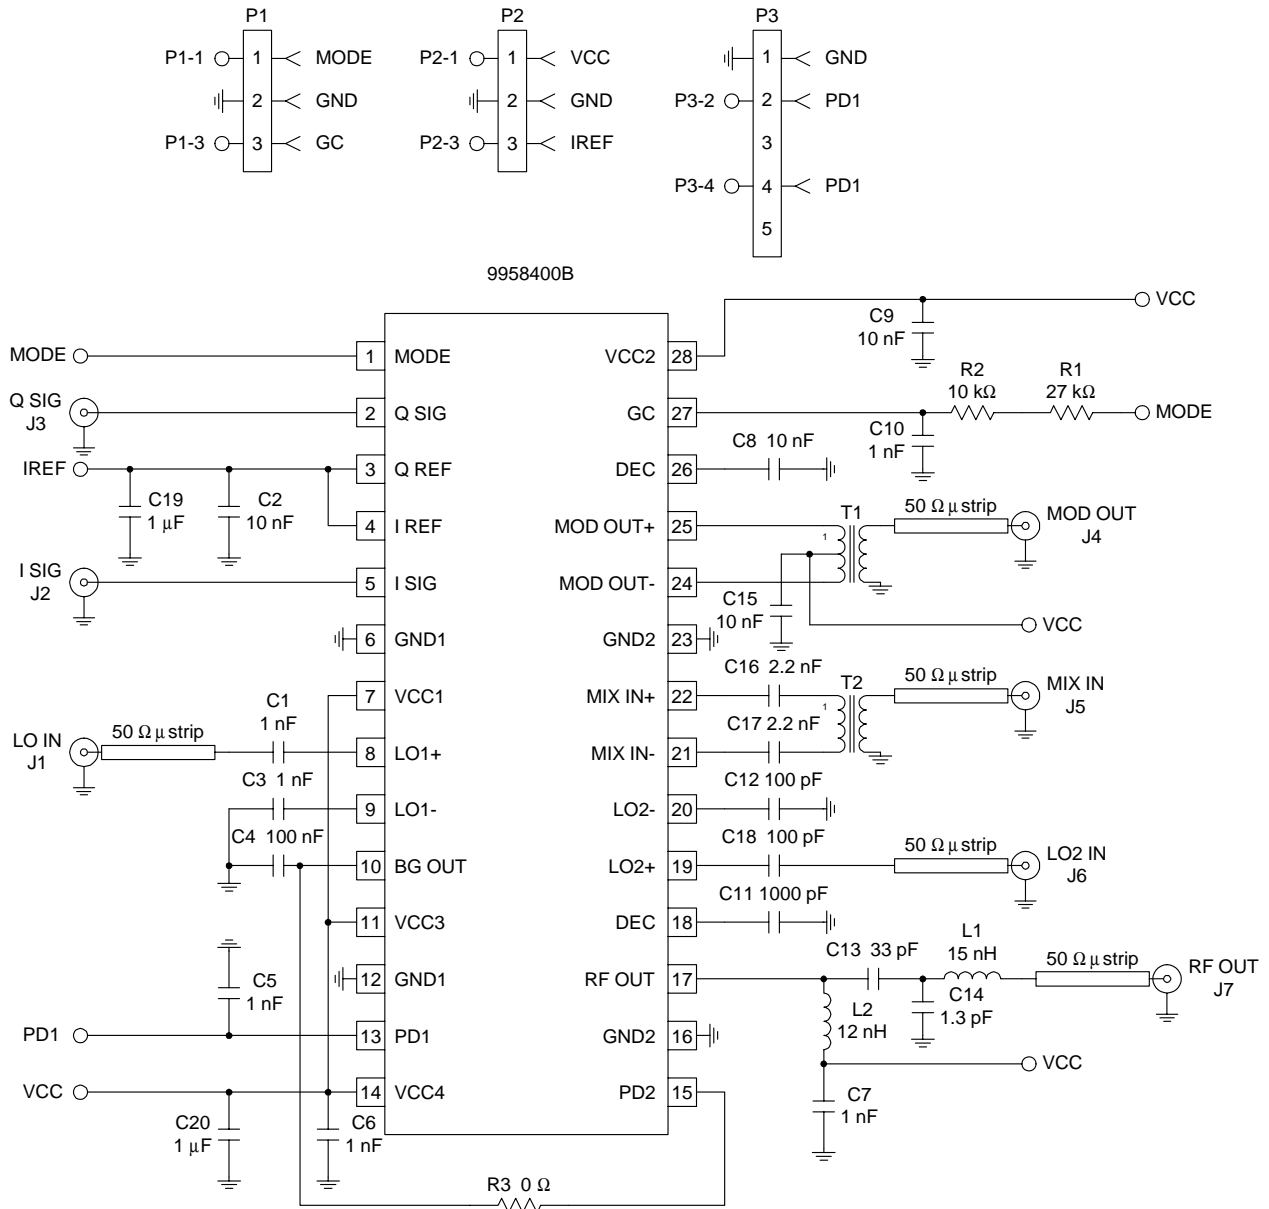 P1
P1-1 1 MODE
2 GND
P1-3 3 GC
P2
P2-1 1 VCC
2 GND
P2-3 3 IREF
P3
1 GND
P3-2 2 PD1
3
P3-4 4 PD1
5
9958400B
MODE 1 MODE
Q SIG
J3
2 Q SIG
IREF 3 Q REF
C19
1 μF
C2
10 nF
4 I REF
I SIG
J2
5 I SIG
6 GND1
7 VCC1
LO IN
J1
50 Ω μ strip
C1
1 nF
8 LO1+
C3 1 nF
9 LO1-
C4 100 nF
10 BG OUT
11 VCC3
12 GND1
C5
1 nF
PD1 13 PD1
VCC 14 VCC4
C20
1 μF
C6
1 nF
R3 0 Ω
VCC2 28
C9
10 nF
VCC
GC 27
C10
1 nF
R2
10 kΩ
R1
27 kΩ
MODE
DEC 26
C8 10 nF
MOD OUT+ 25
T1
1
50 Ω μ strip
MOD OUT
J4
MOD OUT- 24
C15
10 nF
VCC
GND2 23
MIX IN+ 22
C16 2.2 nF
T2
1
50 Ω μ strip
MIX IN
J5
MIX IN- 21
C17 2.2 nF
LO2- 20
C12 100 pF
LO2+ 19
C18 100 pF
50 Ω μ strip
LO2 IN
J6
DEC 18
C11 1000 pF
RF OUT 17
C13 33 pF
L1
15 nH
50 Ω μ strip
RF OUT
J7
L2
12 nH
C14
1.3 pF
GND2 16
VCC
C7
1 nF
PD2 15